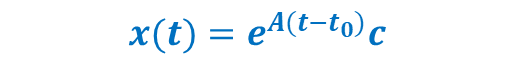 x(t) = e^{A(t−t_0)}c